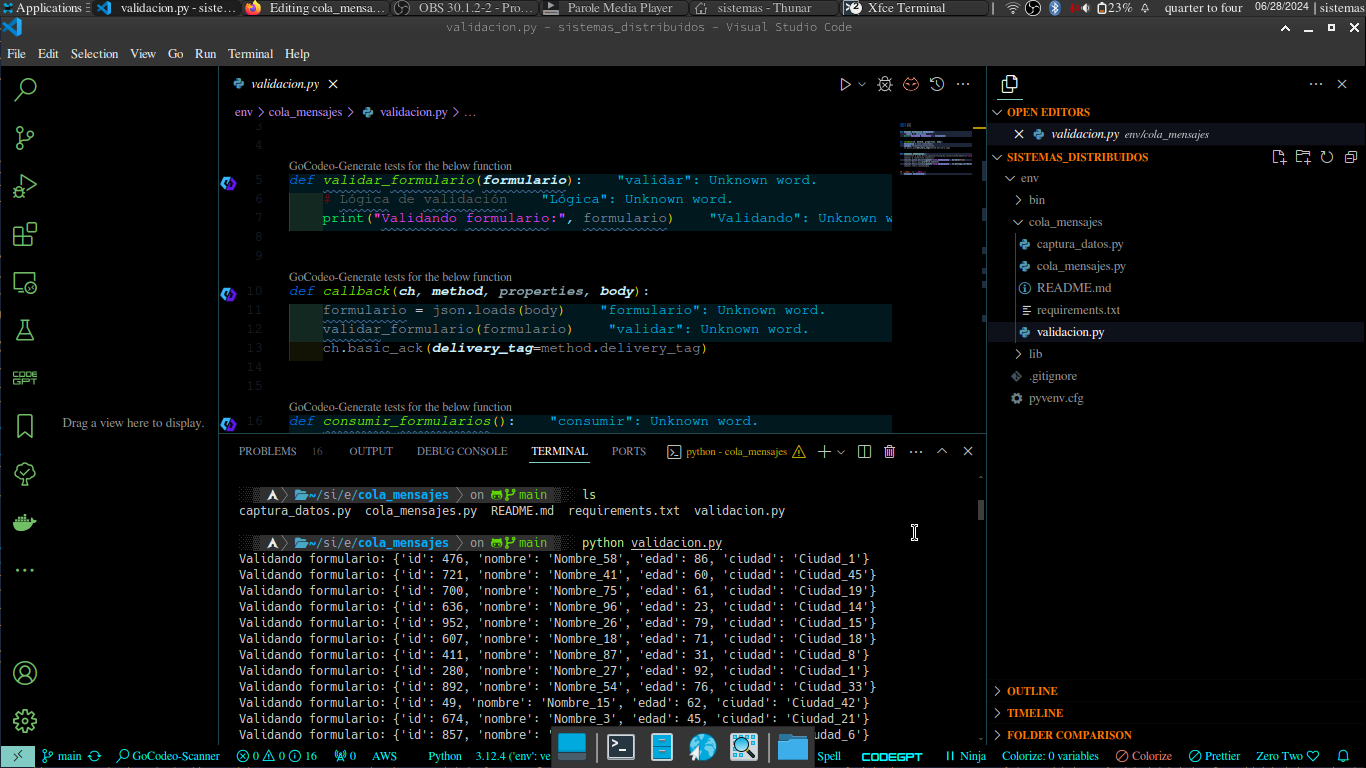 Applications
validacion.py - siste...
Editing cola_mensa...
OBS 30.1.2-2 - Pro...
Parole Media Player
sistemas - Thunar
Xfce Terminal
23%
quarter to four
06/28/2024
sistemas
validacion.py - sistemas_distribuidos - Visual Studio Code
File Edit Selection View Go Run Terminal Help
validacion.py
env > cola_mensajes > validacion.py > ...
3
4
GoCodeo-Generate tests for the below function
5 def validar_formulario(formulario): "validar": Unknown word.
6 # Lógica de validación "Lógica": Unknown word.
7 print("Validando formulario:", formulario) "Validando": Unknown w
8
9
GoCodeo-Generate tests for the below function
10 def callback(ch, method, properties, body):
11 formulario = json.loads(body) "formulario": Unknown word.
12 validar_formulario(formulario) "validar": Unknown word.
13 ch.basic_ack(delivery_tag=method.delivery_tag)
14
15
GoCodeo-Generate tests for the below function
16 def consumir_formularios(): "consumir": Unknown word.
CODE
GPT
Drag a view here to display.
PROBLEMS 16 OUTPUT DEBUG CONSOLE TERMINAL PORTS python - cola_mensajes
~/si/e/cola_mensajes on main ls
captura_datos.py cola_mensajes.py README.md requirements.txt validacion.py
~/si/e/cola_mensajes on main python validacion.py
Validando formulario: {'id': 476, 'nombre': 'Nombre_58', 'edad': 86, 'ciudad': 'Ciudad_1'}
Validando formulario: {'id': 721, 'nombre': 'Nombre_41', 'edad': 60, 'ciudad': 'Ciudad_45'}
Validando formulario: {'id': 700, 'nombre': 'Nombre_75', 'edad': 61, 'ciudad': 'Ciudad_19'}
Validando formulario: {'id': 636, 'nombre': 'Nombre_96', 'edad': 23, 'ciudad': 'Ciudad_14'}
Validando formulario: {'id': 952, 'nombre': 'Nombre_26', 'edad': 79, 'ciudad': 'Ciudad_15'}
Validando formulario: {'id': 607, 'nombre': 'Nombre_18', 'edad': 71, 'ciudad': 'Ciudad_18'}
Validando formulario: {'id': 411, 'nombre': 'Nombre_87', 'edad': 31, 'ciudad': 'Ciudad_8'}
Validando formulario: {'id': 280, 'nombre': 'Nombre_27', 'edad': 92, 'ciudad': 'Ciudad_1'}
Validando formulario: {'id': 892, 'nombre': 'Nombre_54', 'edad': 76, 'ciudad': 'Ciudad_33'}
Validando formulario: {'id': 49, 'nombre': 'Nombre_15', 'edad': 62, 'ciudad': 'Ciudad_42'}
Validando formulario: {'id': 674, 'nombre': 'Nombre_3', 'edad': 45, 'ciudad': 'Ciudad_21'}
Validando formulario: {'id': 857, 'nombre': 'Ciudad_6'}
OPEN EDITORS
validacion.py env/cola_mensajes
SISTEMAS_DISTRIBUIDOS
env
bin
cola_mensajes
captura_datos.py
cola_mensajes.py
README.md
requirements.txt
validacion.py
lib
.gitignore
pyvenv.cfg
OUTLINE
TIMELINE
FOLDER COMPARISON
main GoCodeo-Scanner 0 0 16 0 AWS Python 3.12.4 ('env': ve Spell CODEGPT Ninja Colorize: 0 variables Colorize Prettier Zero Two